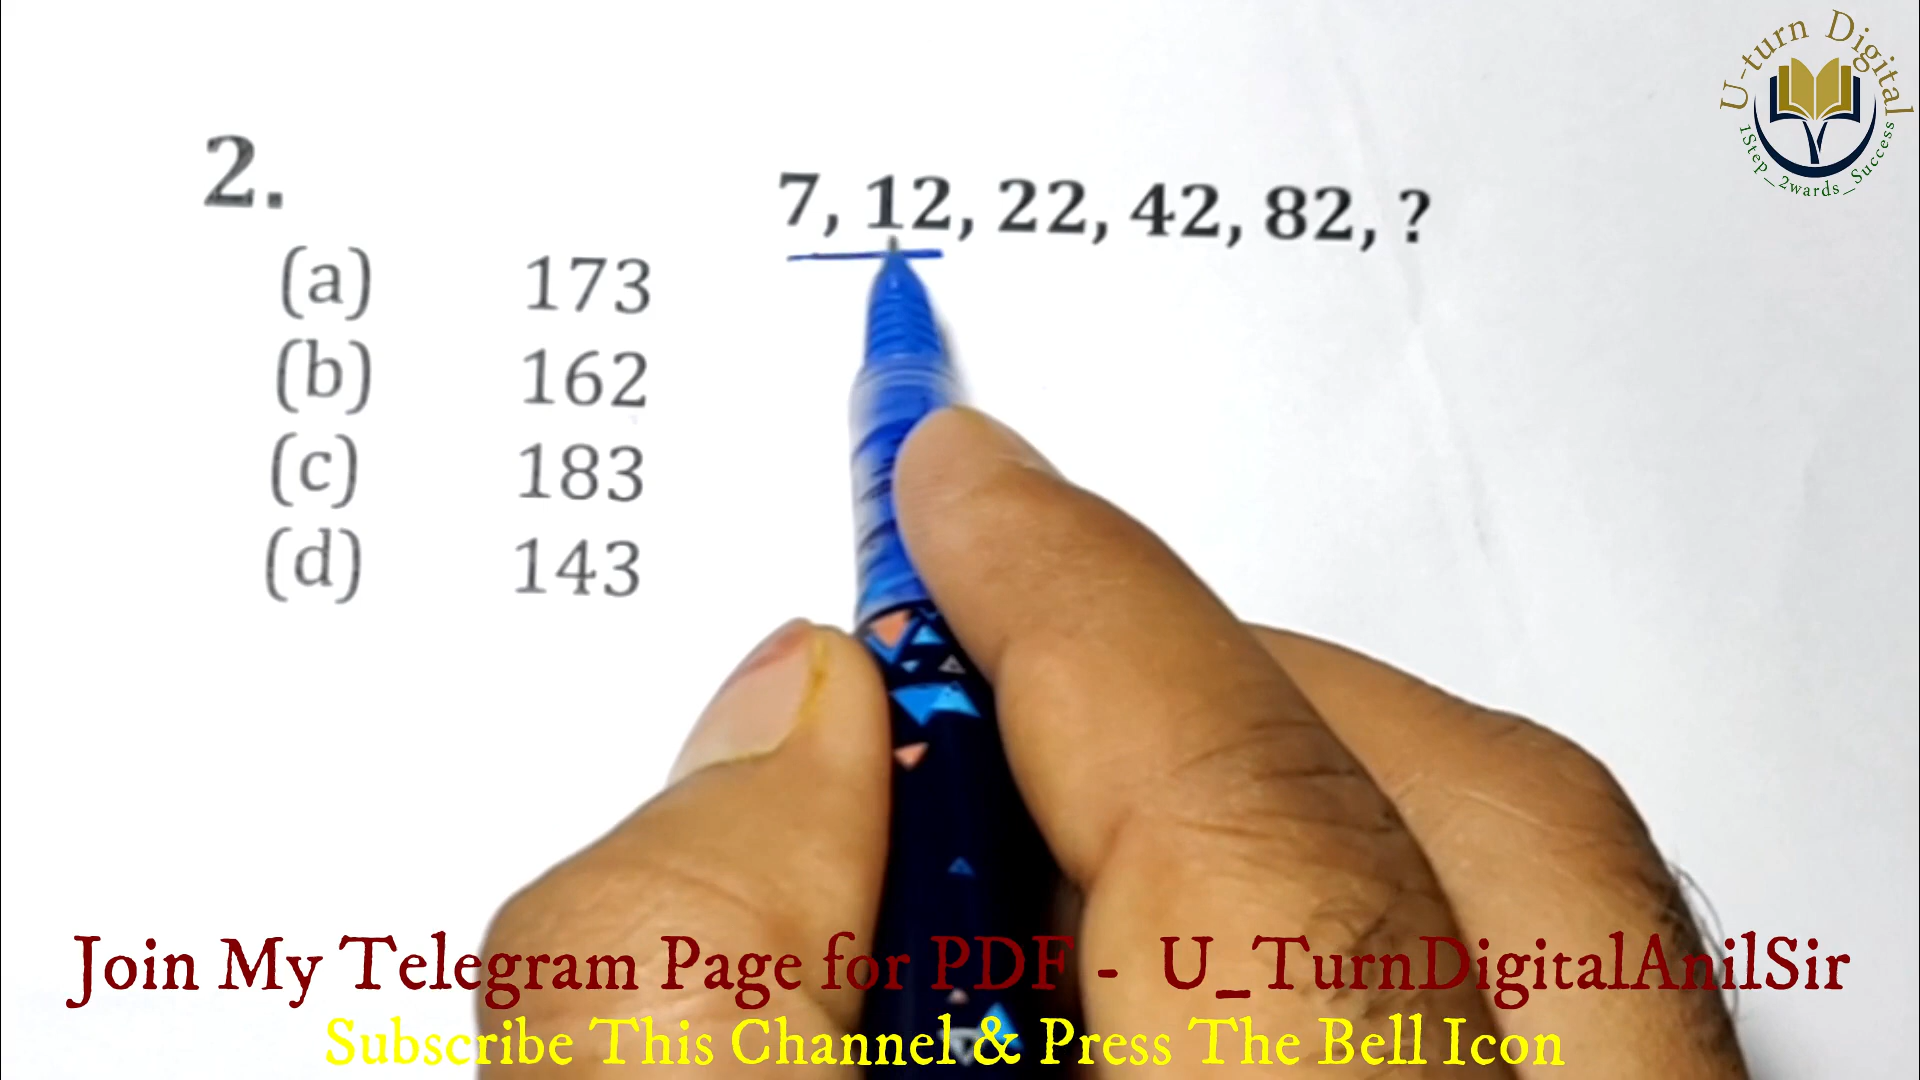 U-turn Digital
1Step_2wards_Success
2.
7, 12, 22, 42, 82, ?
(a) 173
(b) 162
(c) 183
(d) 143
Join My Telegram Page for PDF - U_TurnDigitalAnilSir
Subscribe This Channel & Press The Bell Icon